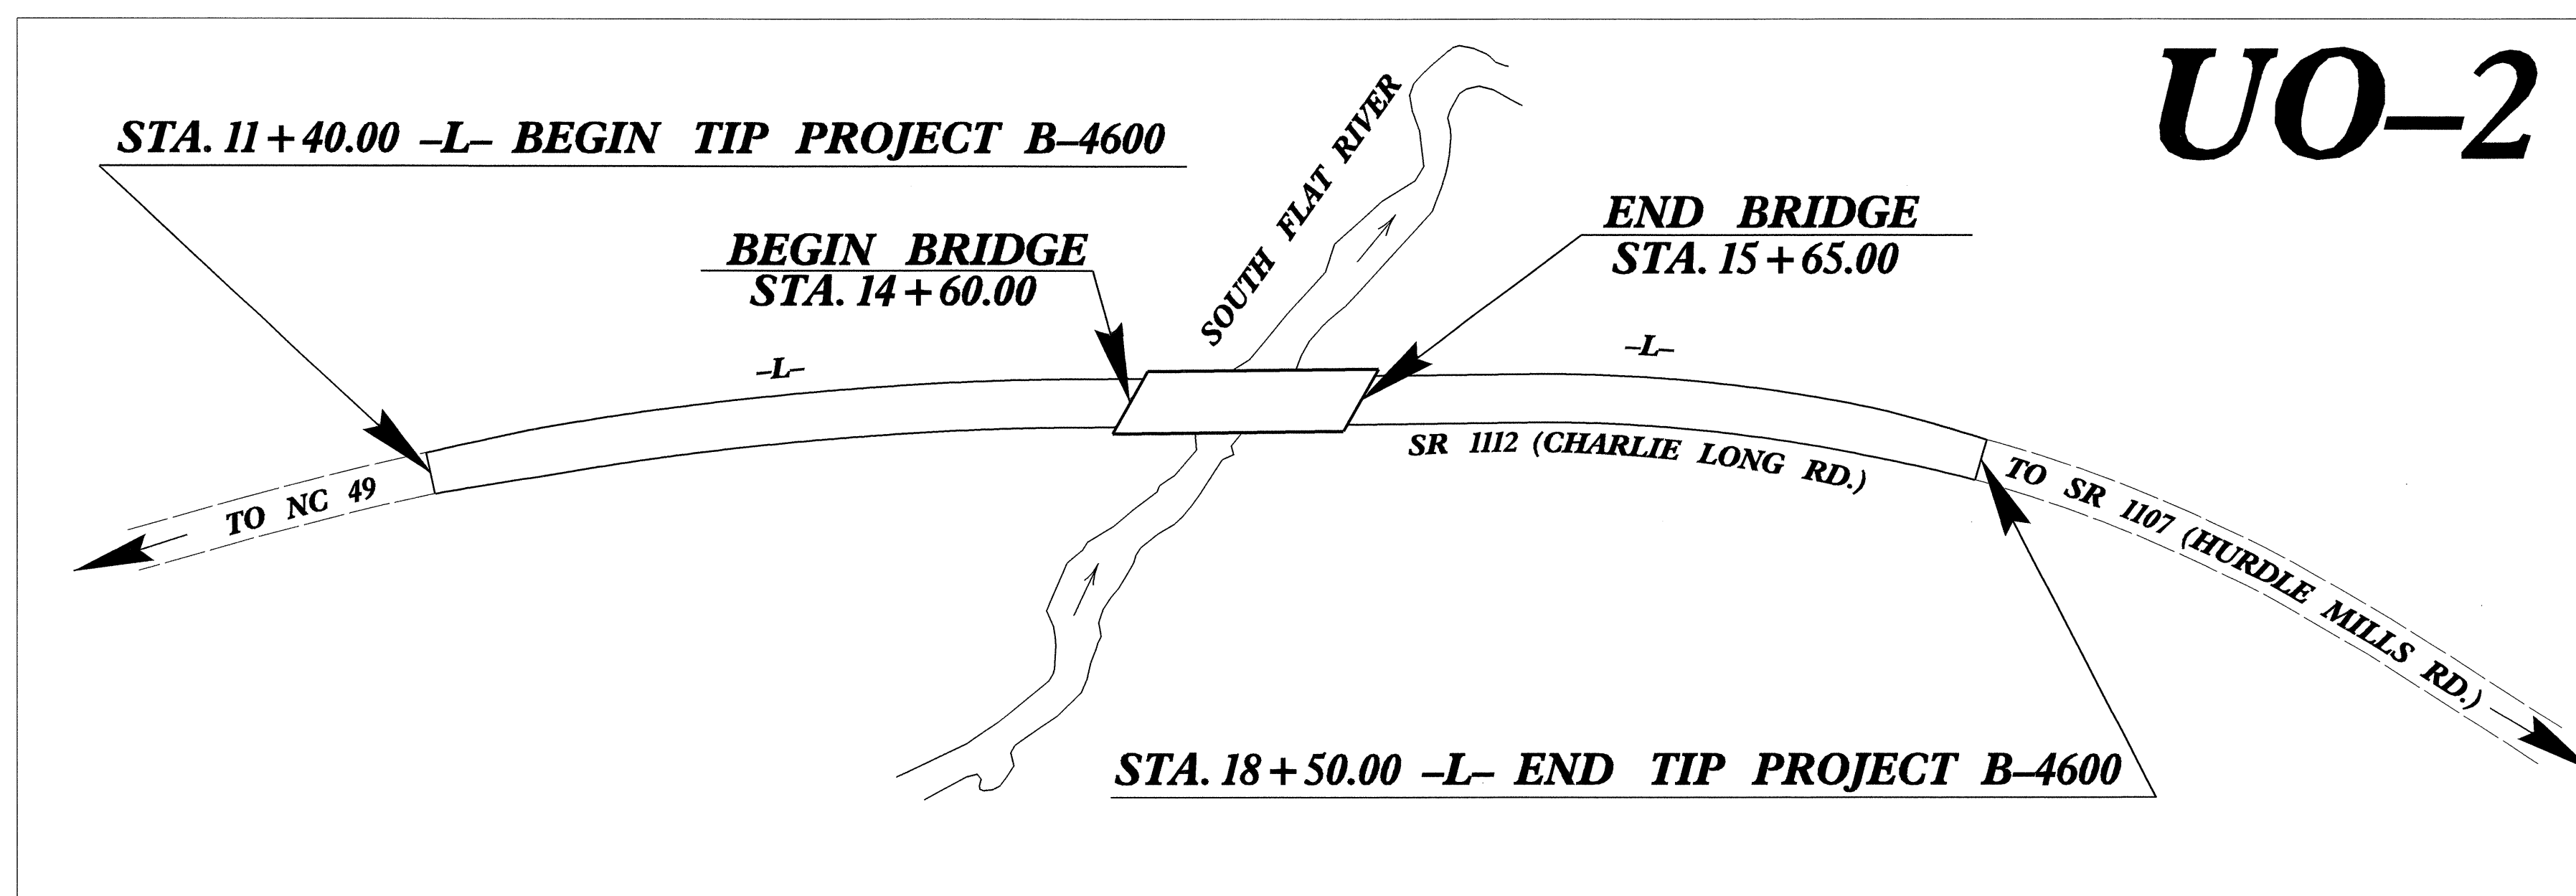 UO–2
STA. 11+40.00 –L– BEGIN TIP PROJECT B–4600
SOUTH FLAT RIVER
BEGIN BRIDGE
STA. 14+60.00
END BRIDGE
STA. 15+65.00
–L–
–L–
SR 1112 (CHARLIE LONG RD.)
TO NC 49
TO SR 1107 (HURDLE MILLS RD.)
STA. 18+50.00 –L– END TIP PROJECT B–4600